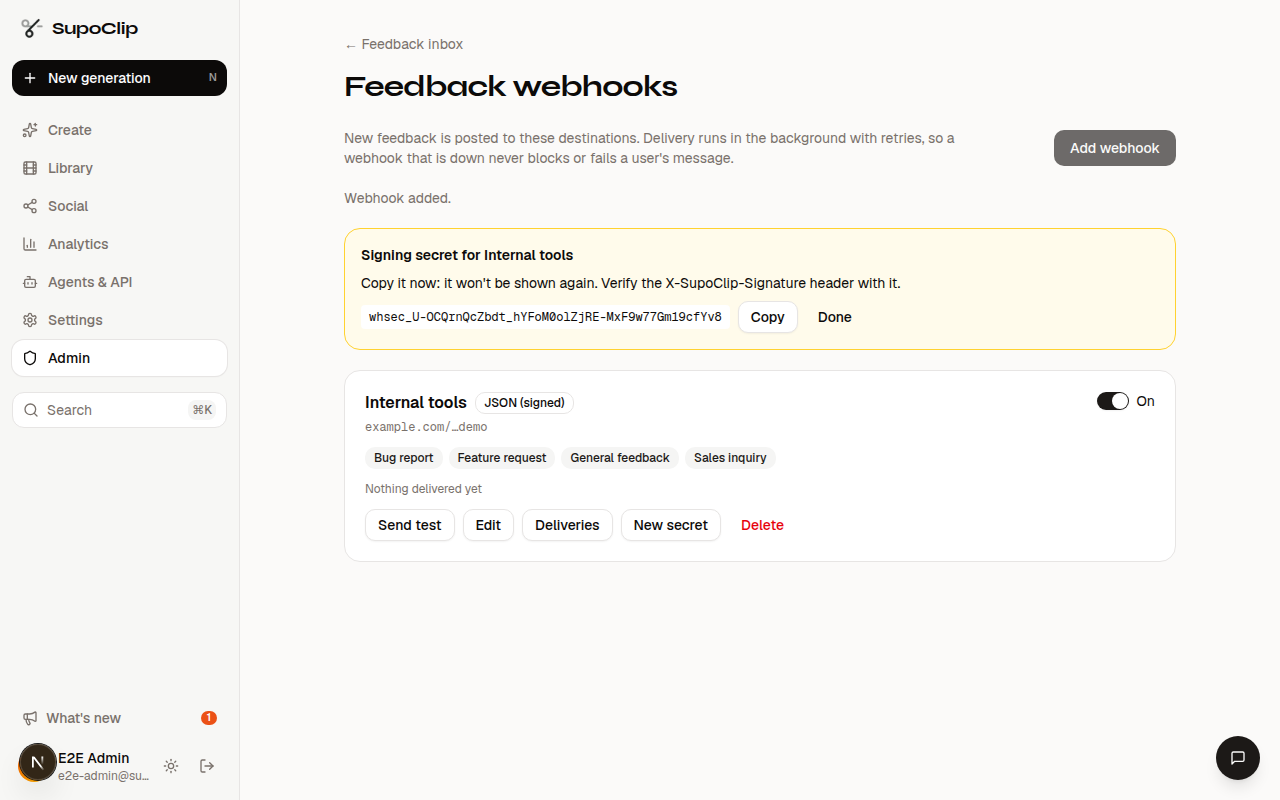 SupoClip
New generation N
Create
Library
Social
Analytics
Agents & API
Settings
Admin
Search ⌘K
What's new 1
N
E2E Admin
e2e-admin@su…
← Feedback inbox
Feedback webhooks
New feedback is posted to these destinations. Delivery runs in the background with retries, so a
webhook that is down never blocks or fails a user's message.
Add webhook
Webhook added.
Signing secret for Internal tools
Copy it now: it won't be shown again. Verify the X-SupoClip-Signature header with it.
whsec_U-OCQrnQcZbdt_hYFoM0olZjRE-MxF9w77Gm19cfYv8 Copy Done
Internal tools JSON (signed) On
example.com/…demo
Bug report Feature request General feedback Sales inquiry
Nothing delivered yet
Send test Edit Deliveries New secret Delete